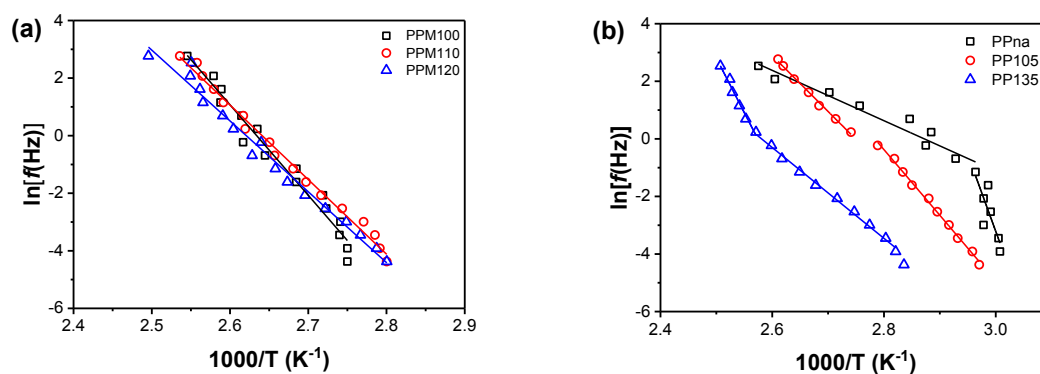 (a)
4
2
0
-2
-4
-6
ln[f(Hz)]
PPM100
PPM110
PPM120
2.4 2.5 2.6 2.7 2.8 2.9
1000/T (K-1)
(b)
4
2
0
-2
-4
-6
ln[f(Hz)]
PPna
PP105
PP135
2.4 2.6 2.8 3.0
1000/T (K-1)